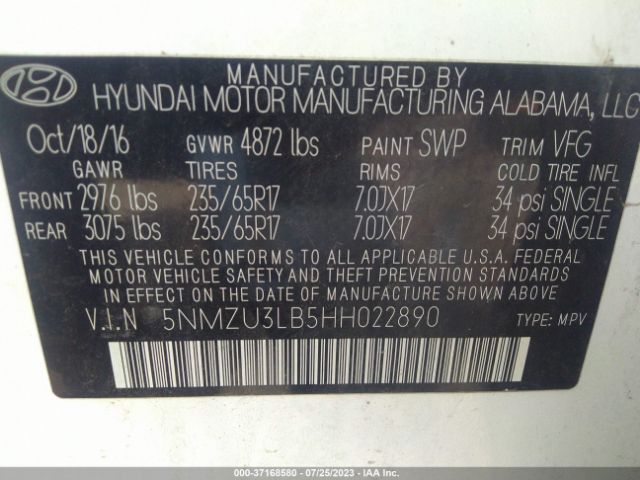 MANUFACTURED BY
HYUNDAI MOTOR MANUFACTURING ALABAMA, LLC
Oct/18/16 GVWR 4872 lbs PAINT SWP TRIM VFG
GAWR TIRES RIMS COLD TIRE INFL
FRONT 2976 lbs 235/65R17 7.0JX17 34 psi SINGLE
REAR 3075 lbs 235/65R17 7.0JX17 34 psi SINGLE
THIS VEHICLE CONFORMS TO ALL APPLICABLE U.S.A. FEDERAL
MOTOR VEHICLE SAFETY AND THEFT PREVENTION STANDARDS
IN EFFECT ON THE DATE OF MANUFACTURE SHOWN ABOVE
V.I.N 5NMZU3LB5HH022890 TYPE: MPV
000-37168580 - 07/25/2023 - IAA Inc.